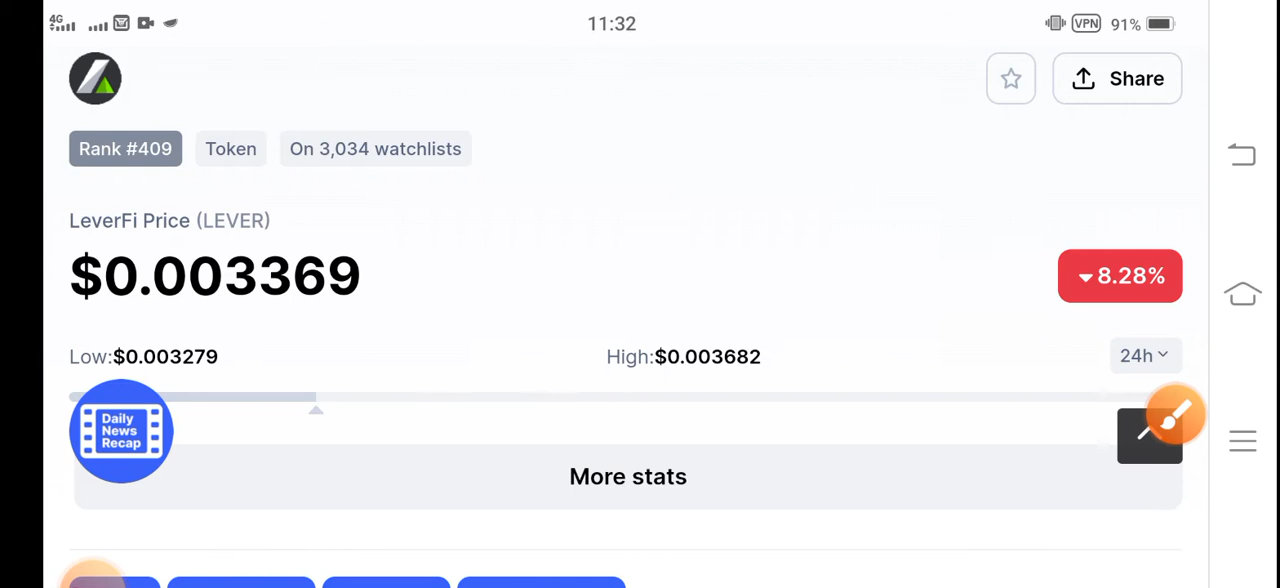 4G 11:32 VPN 91%
Share
Rank #409 Token On 3,034 watchlists
LeverFi Price (LEVER)
$0.003369 8.28%
Low:$0.003279 High:$0.003682 24h
Daily
News
Recap
More stats